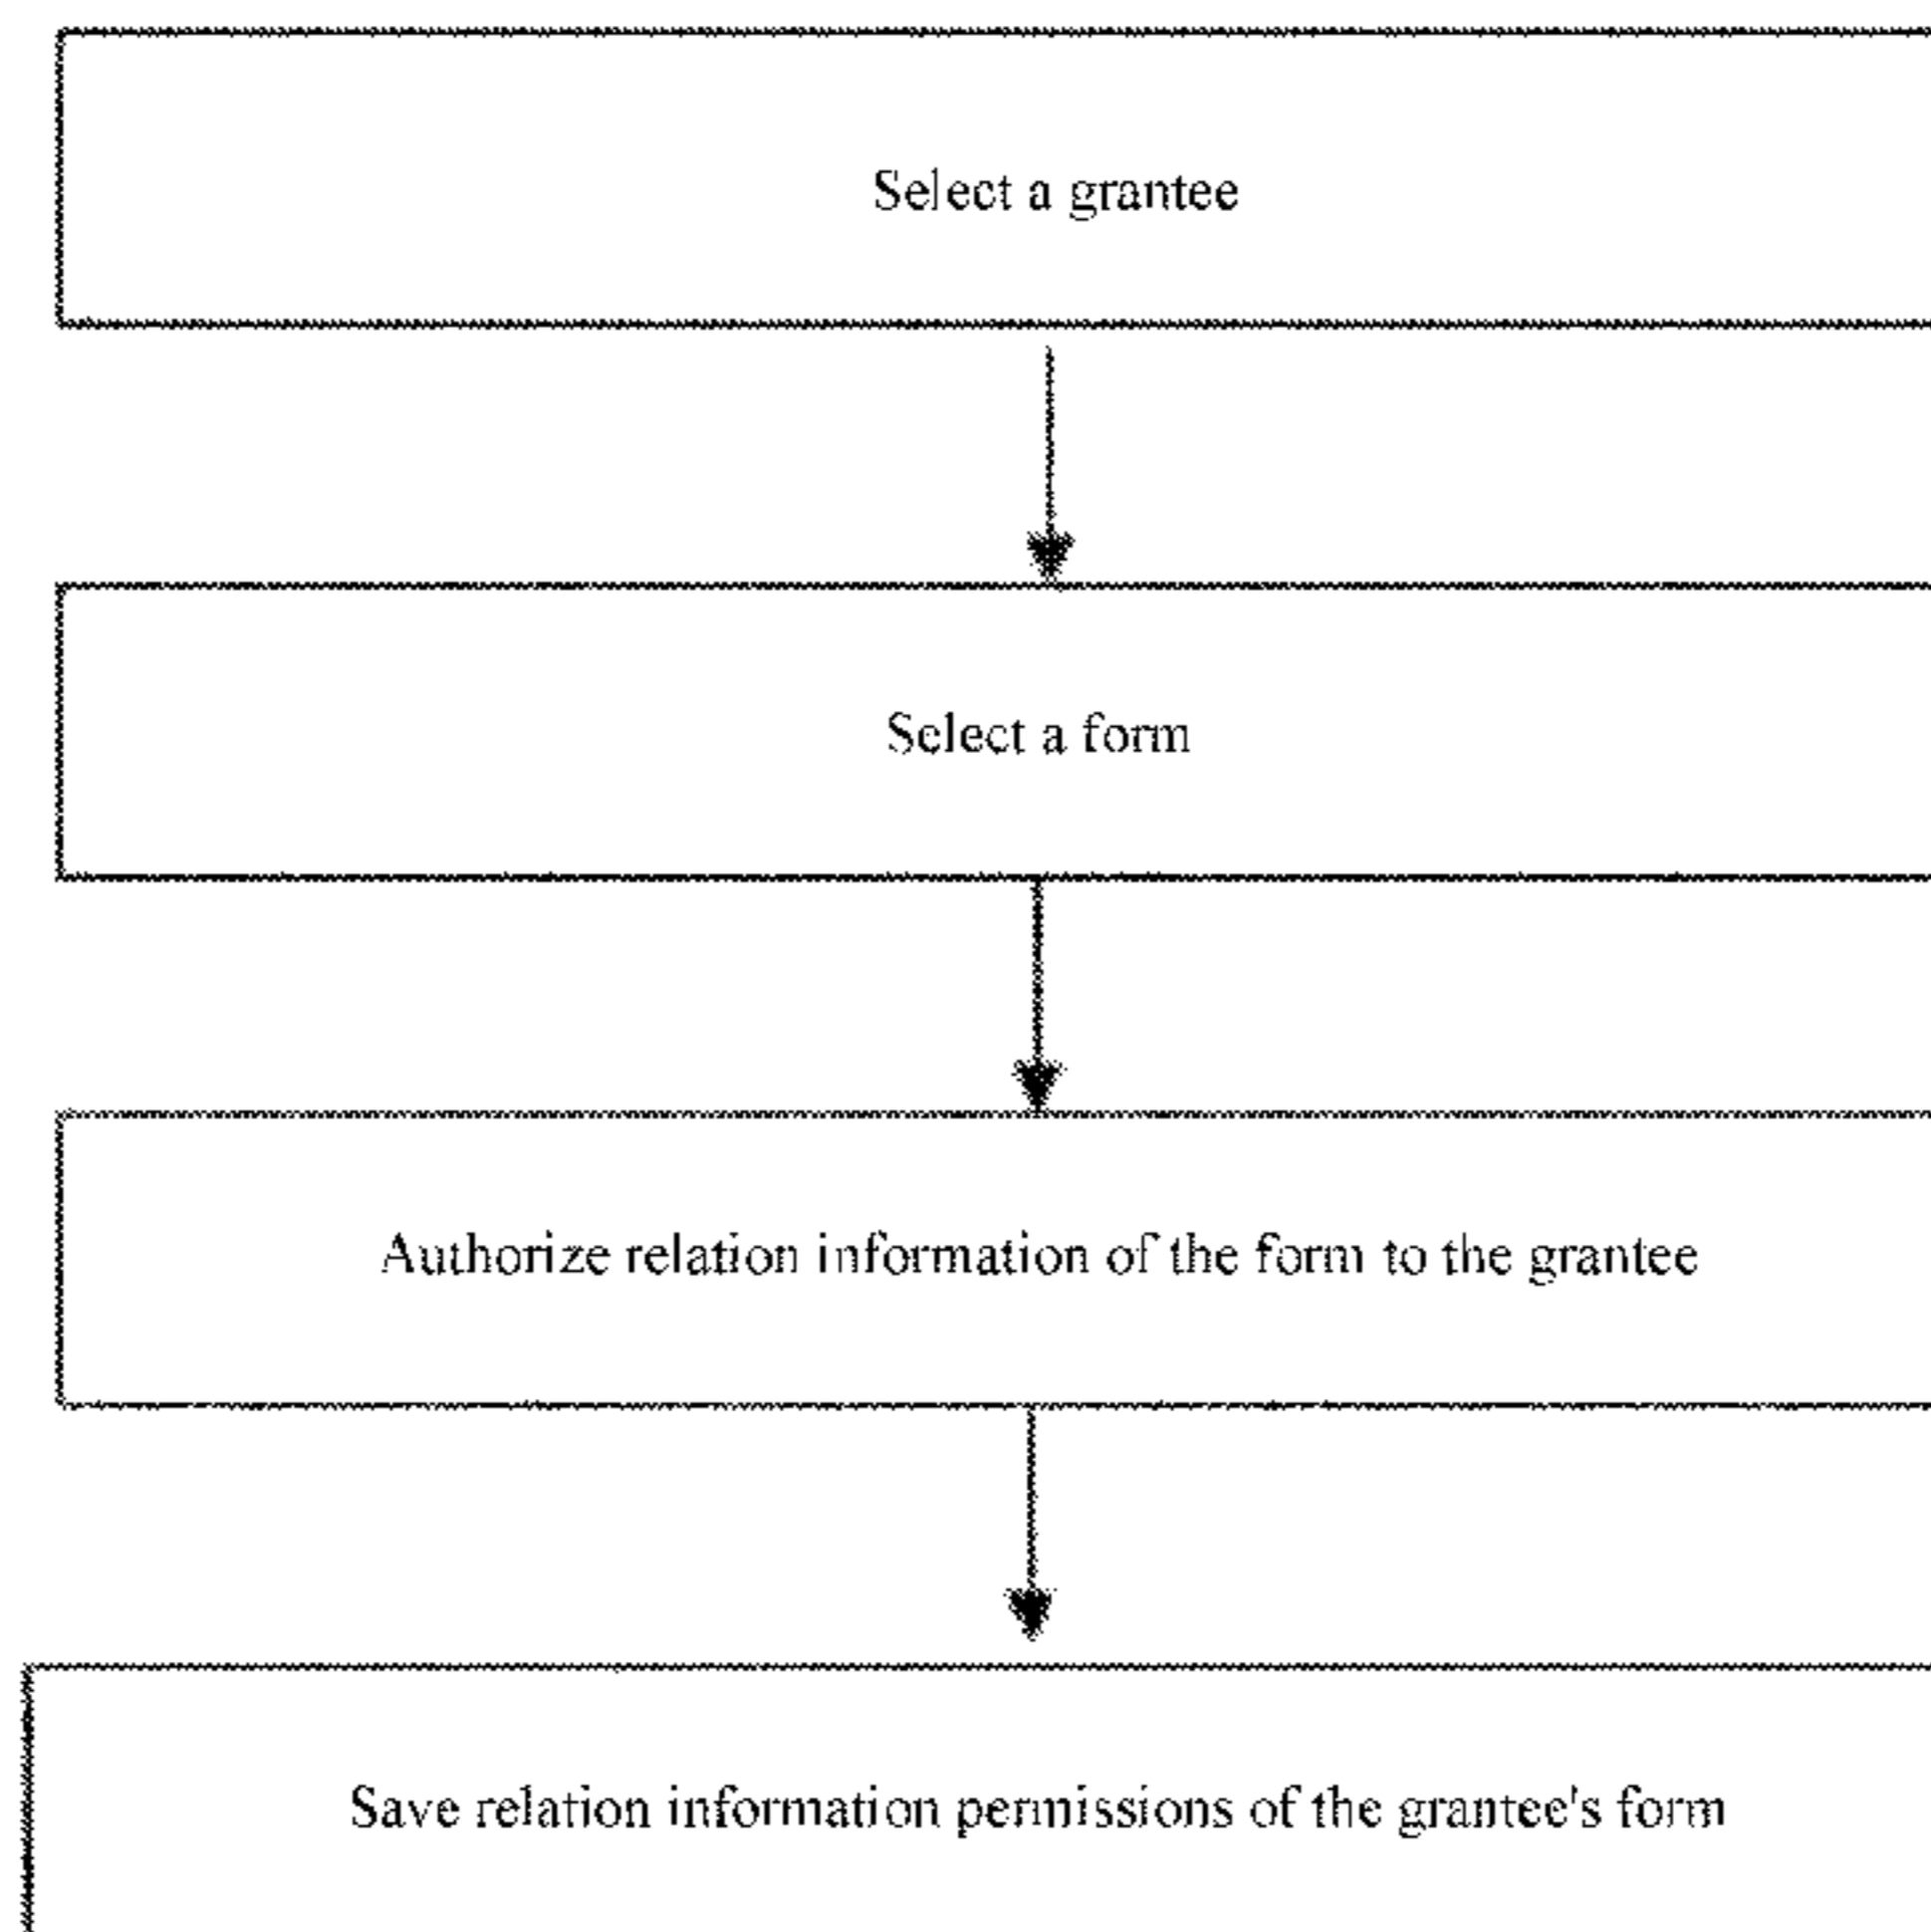 Select a grantee
Select a form
Authorize relation information of the form to the grantee
Save relation information permissions of the grantee's form